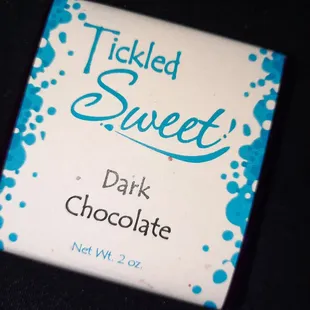 Tickled
Sweet!
Dark
Chocolate
Net Wt. 2 oz.